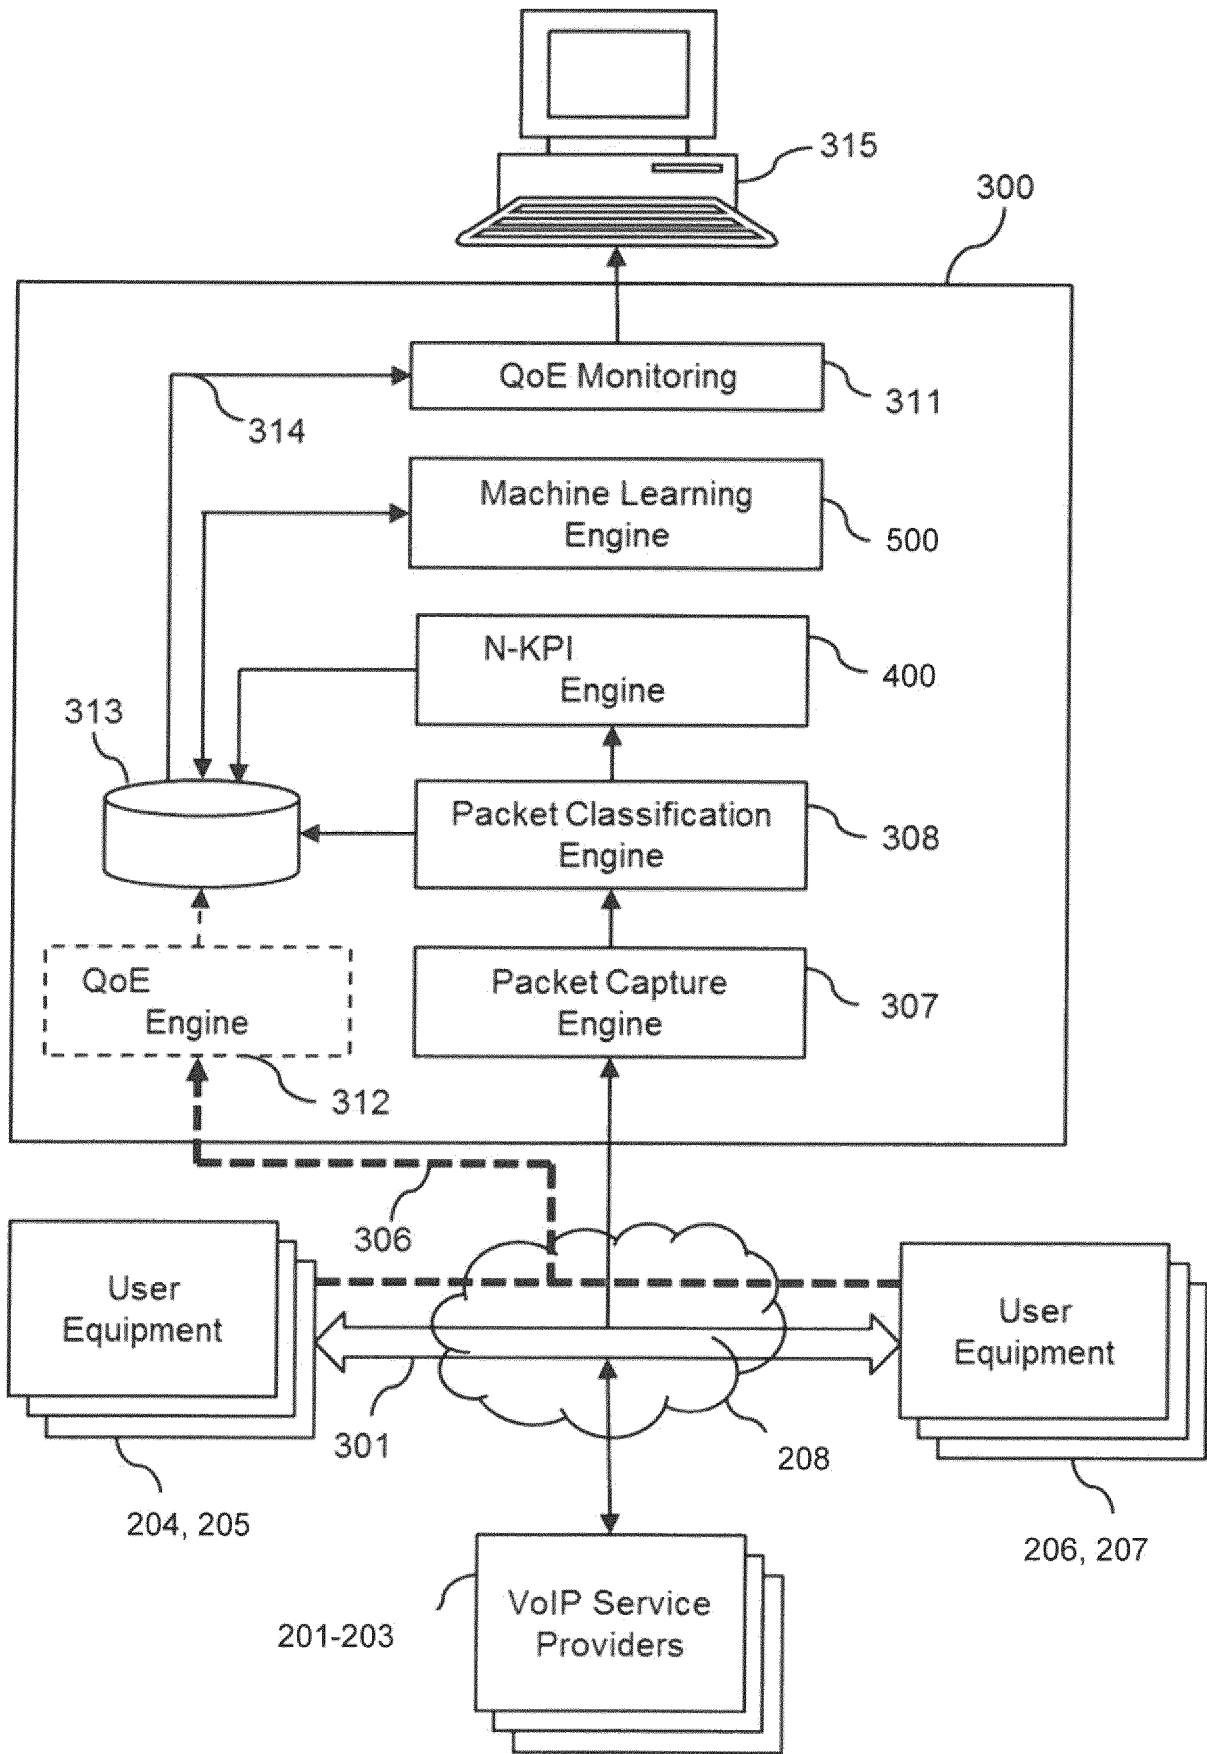 315
300
QoE Monitoring
311
314
Machine Learning
Engine
500
N-KPI
Engine
400
313
Packet Classification
Engine
308
QoE
Engine
Packet Capture
Engine
307
312
306
User
Equipment
User
Equipment
301
208
204, 205
206, 207
VoIP Service
Providers
201-203